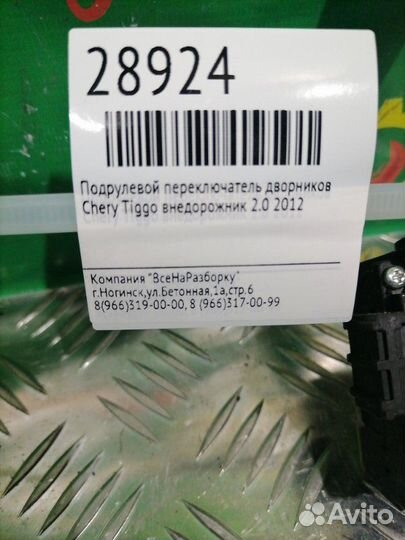 28924
Подрулевой переключатель дворников
Chery Tiggo внедорожник 2.0 2012
Компания "ВсеНаРазборку"
г.Ногинск,ул.Бетонная,1а,стр.6
8(966)319-00-00, 8 (966)317-00-99
Avito